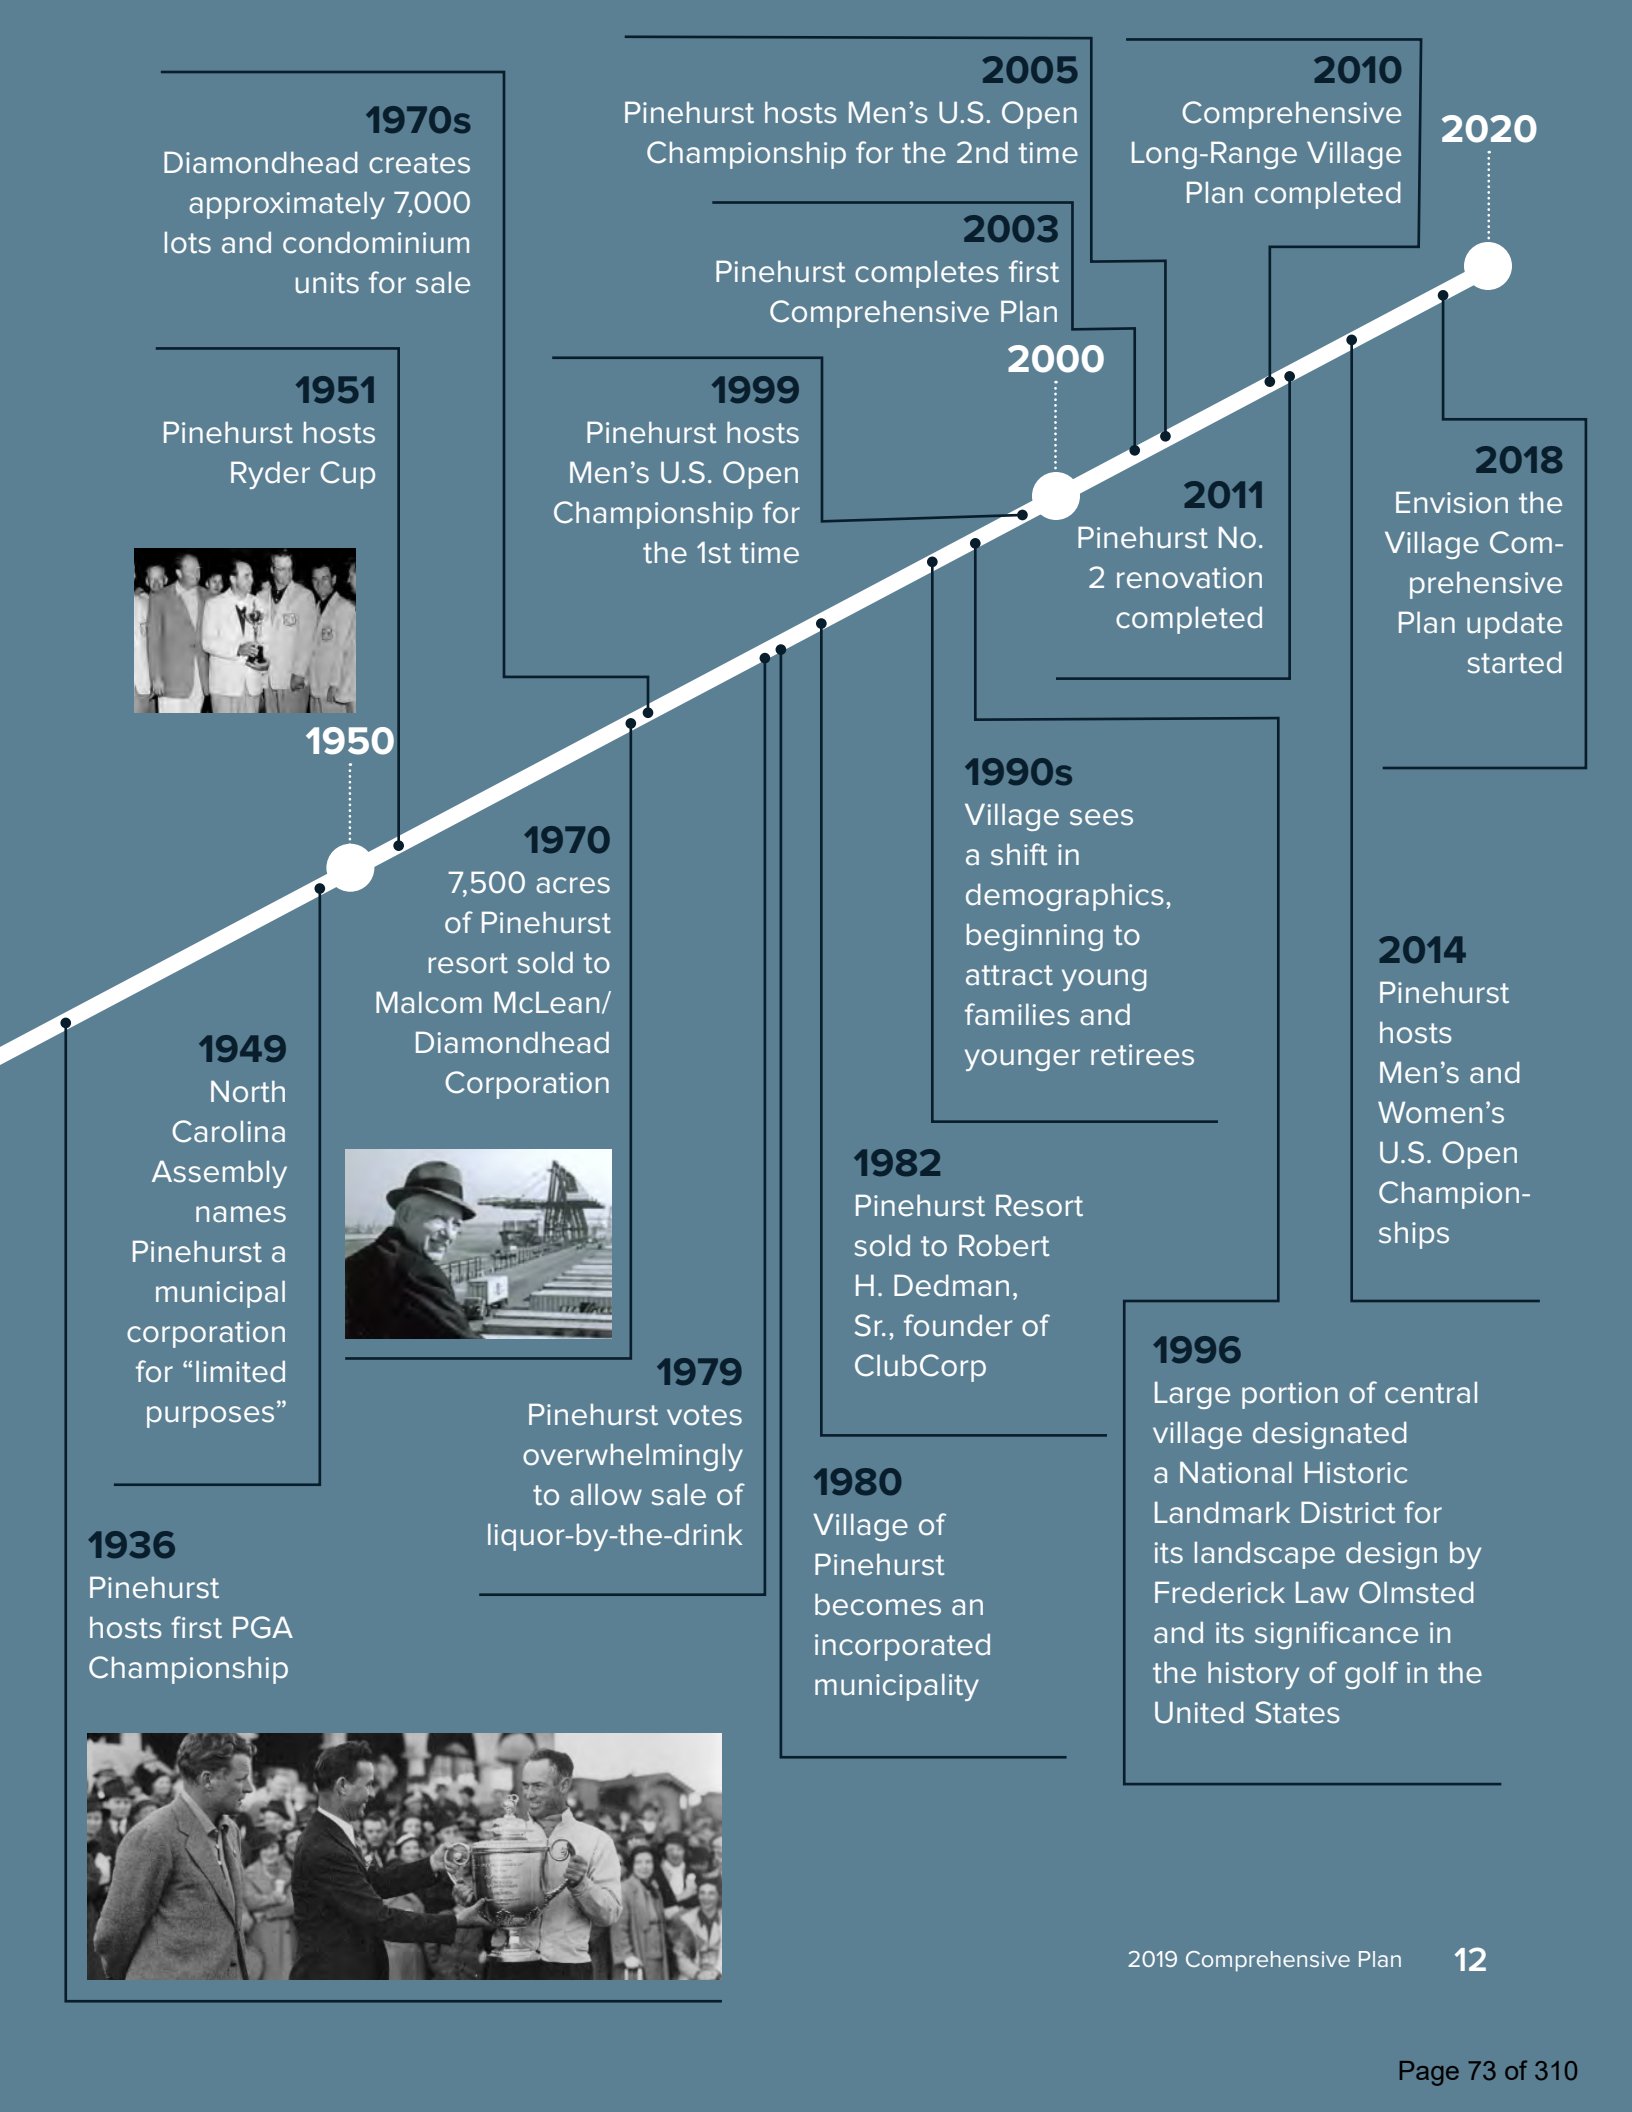 1970s
Diamondhead creates
approximately 7,000
lots and condominium
units for sale
2005
Pinehurst hosts Men’s U.S. Open
Championship for the 2nd time
2010
Comprehensive
Long-Range Village
Plan completed
2020
2003
Pinehurst completes first
Comprehensive Plan
2000
1951
Pinehurst hosts
Ryder Cup
1999
Pinehurst hosts
Men’s U.S. Open
Championship for
the 1st time
2011
Pinehurst No.
2 renovation
completed
2018
Envision the
Village Com-
prehensive
Plan update
started
1950
1970
7,500 acres
of Pinehurst
resort sold to
Malcom McLean/
Diamondhead
Corporation
1990s
Village sees
a shift in
demographics,
beginning to
attract young
families and
younger retirees
2014
Pinehurst
hosts
Men’s and
Women’s
U.S. Open
Champion-
ships
1949
North
Carolina
Assembly
names
Pinehurst a
municipal
corporation
for “limited
purposes”
1982
Pinehurst Resort
sold to Robert
H. Dedman,
Sr., founder of
ClubCorp
1979
Pinehurst votes
overwhelmingly
to allow sale of
liquor-by-the-drink
1996
Large portion of central
village designated
a National Historic
Landmark District for
its landscape design by
Frederick Law Olmsted
and its significance in
the history of golf in the
United States
1980
Village of
Pinehurst
becomes an
incorporated
municipality
1936
Pinehurst
hosts first PGA
Championship
2019 Comprehensive Plan 12
Page 73 of 310